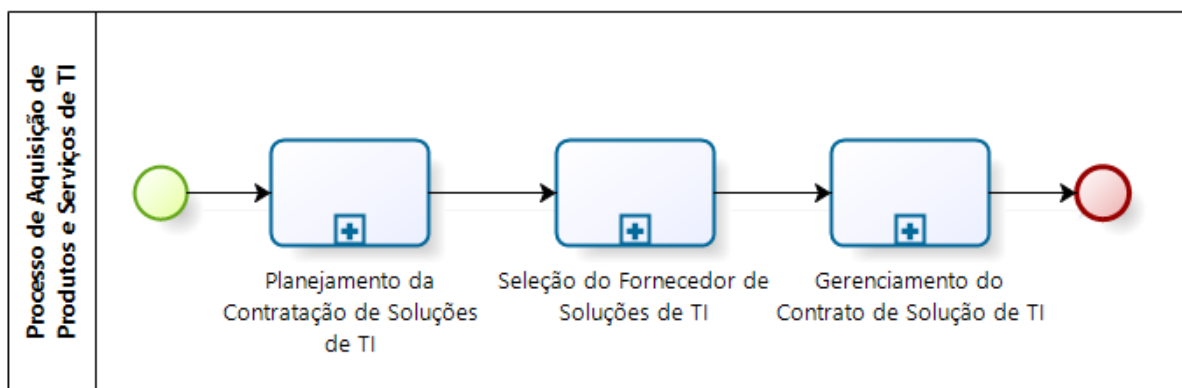 Processo de Aquisição de
Produtos e Serviços de TI
Planejamento da
Contratação de Soluções
de TI
Seleção do Fornecedor de
Soluções de TI
Gerenciamento do
Contrato de Solução de TI